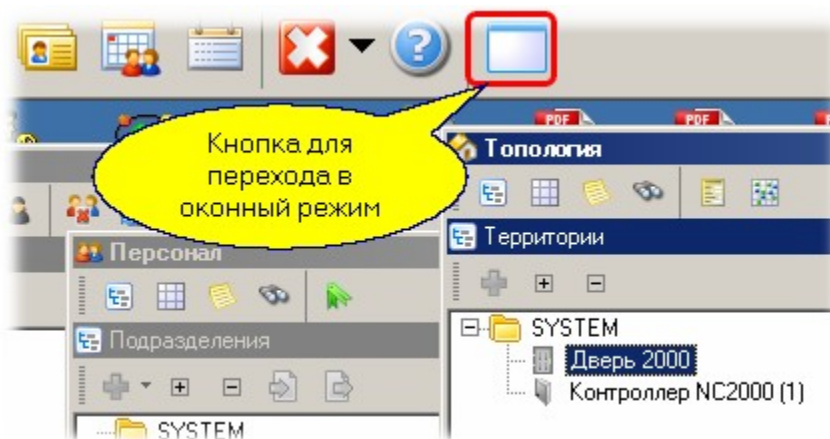 PDF
PDF
Кнопка для
перехода в
оконный режим
Топология
Территории
SYSTEM
Дверь 2000
Контроллер NC2000 (1)
Персонал
Подразделения
SYSTEM